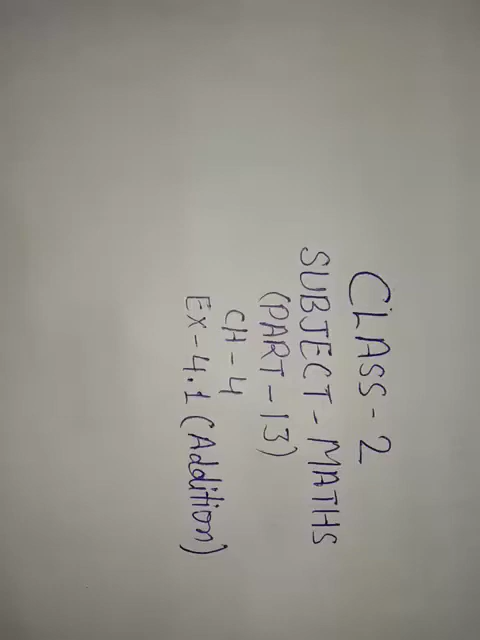 CLASS - 2
SUBJECT - MATHS
(PART - 13)
CH - 4
EX - 4.1 (Addition)